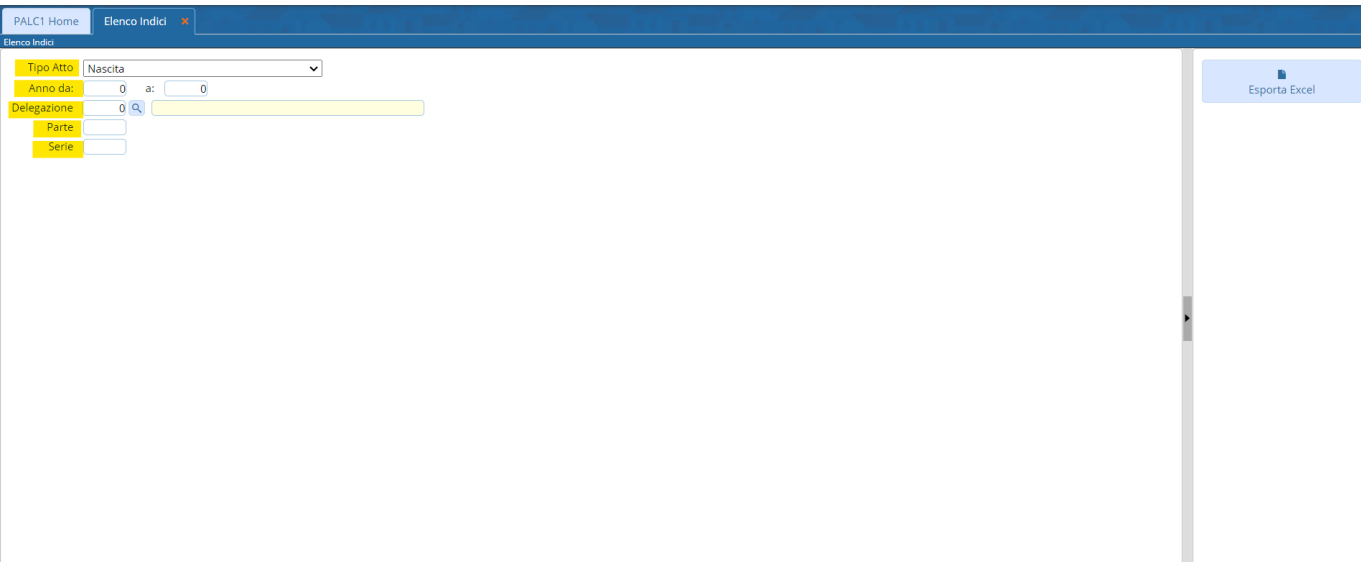 PALC1 Home Elenco Indici ×
Elenco Indici
Tipo Atto Nascita
Anno da: 0 a: 0
Delegazione 0
Parte
Serie
Esporta Excel